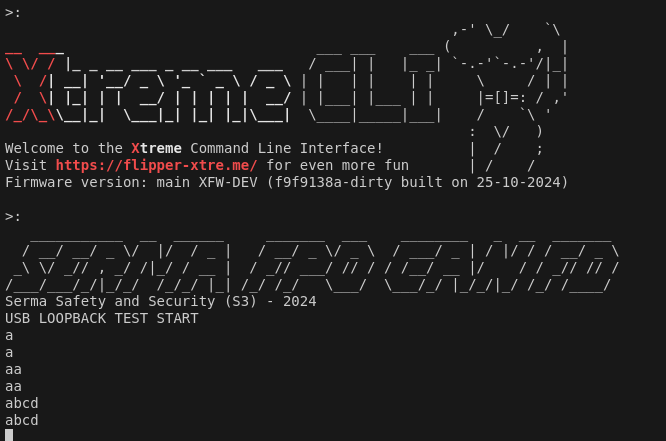 >:
Xtreme CLI
Welcome to the Xtreme Command Line Interface!
Visit https://flipper-xtre.me/ for even more fun
Firmware version: main XFW-DEV (f9f9138a-dirty built on 25-10-2024)
>:
Serma Safety and Security (S3) - 2024
USB LOOPBACK TEST START
a
a
aa
aa
abcd
abcd